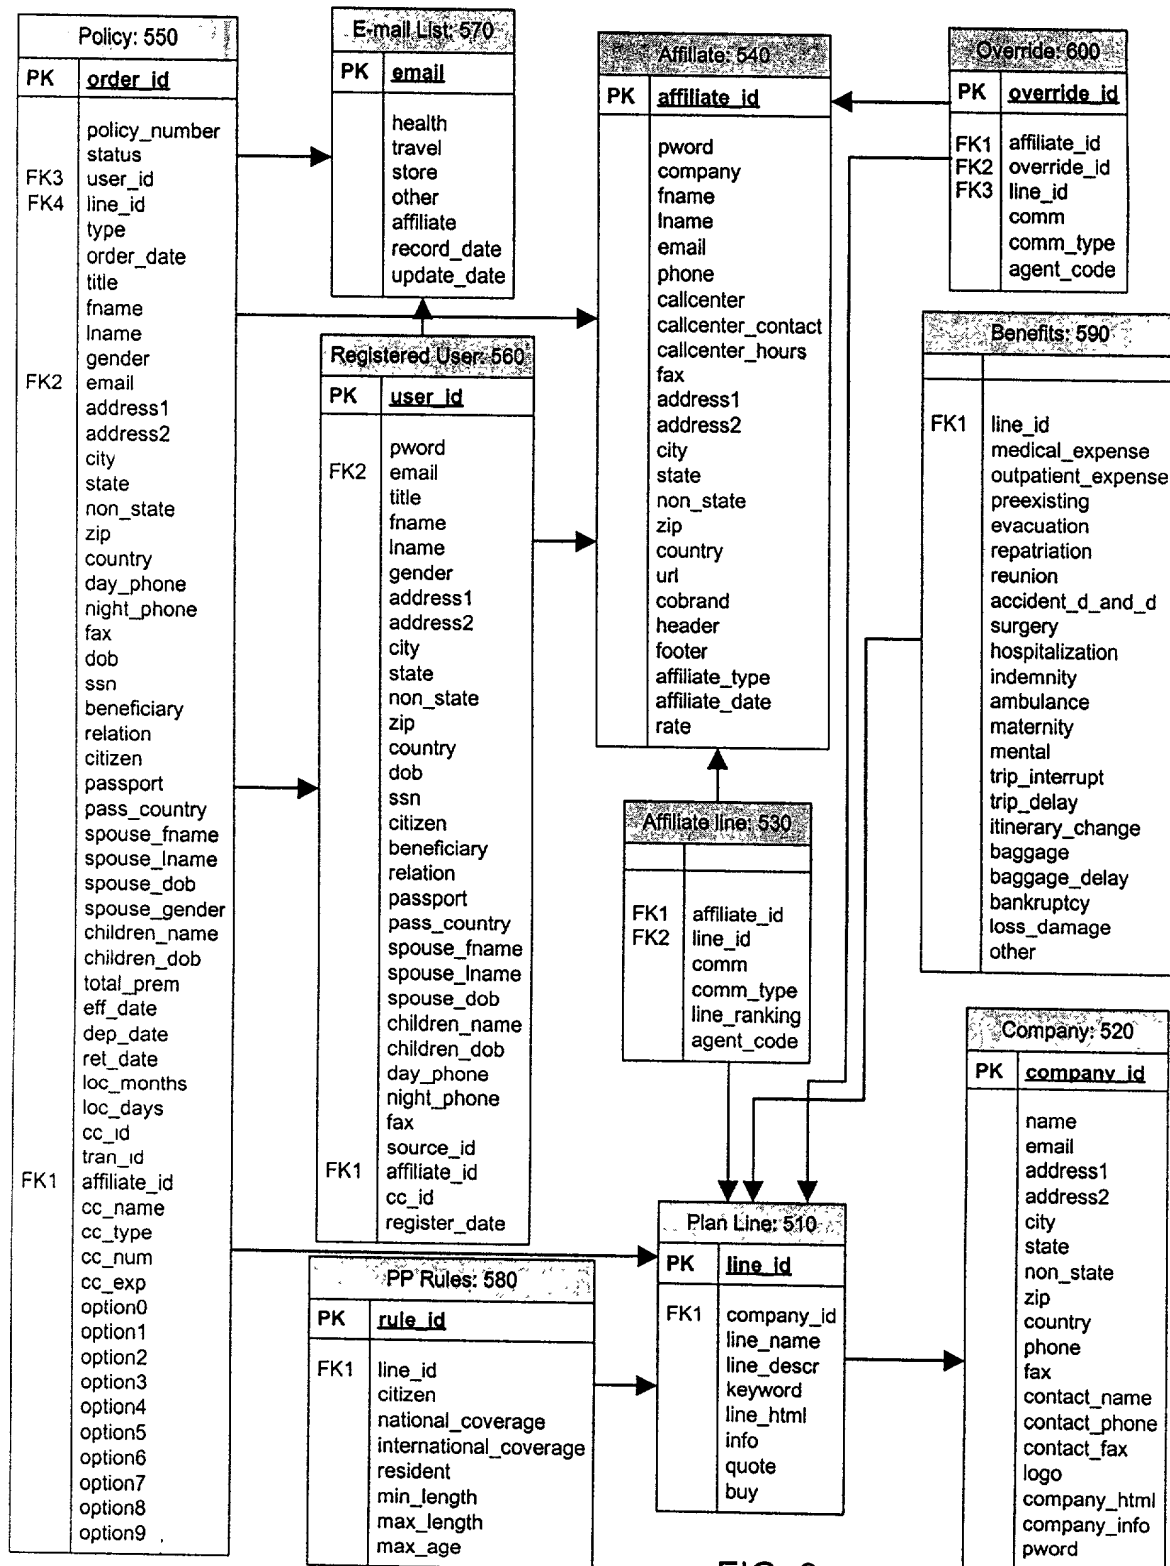 Policy: 550
PK order_id
policy_number
status
FK3 user_id
FK4 line_id
type
order_date
title
fname
lname
gender
FK2 email
address1
address2
city
state
non_state
zip
country
day_phone
night_phone
fax
dob
ssn
beneficiary
relation
citizen
passport
pass_country
spouse_fname
spouse_lname
spouse_dob
spouse_gender
children_name
children_dob
total_prem
eff_date
dep_date
ret_date
loc_months
loc_days
cc_id
tran_id
FK1 affiliate_id
cc_name
cc_type
cc_num
cc_exp
option0
option1
option2
option3
option4
option5
option6
option7
option8
option9
E-mail List: 570
PK email
health
travel
store
other
affiliate
record_date
update_date
Registered User: 560
PK user_id
pword
FK2 email
title
fname
lname
gender
address1
address2
city
state
non_state
zip
country
dob
ssn
citizen
beneficiary
relation
passport
pass_country
spouse_fname
spouse_lname
spouse_dob
children_name
children_dob
day_phone
night_phone
fax
source_id
FK1 affiliate_id
cc_id
register_date
PP Rules: 580
PK rule_id
FK1 line_id
citizen
national_coverage
international_coverage
resident
min_length
max_length
max_age
Affiliate: 540
PK affiliate_id
pword
company
fname
lname
email
phone
callcenter
callcenter_contact
callcenter_hours
fax
address1
address2
city
state
non_state
zip
country
url
cobrand
header
footer
affiliate_type
affiliate_date
rate
Affiliate line: 530
FK1 affiliate_id
FK2 line_id
comm
comm_type
line_ranking
agent_code
Plan Line: 510
PK line_id
FK1 company_id
line_name
line_descr
keyword
line_html
info
quote
buy
Override: 600
PK override_id
FK1 affiliate_id
FK2 override_id
FK3 line_id
comm
comm_type
agent_code
Benefits: 590
FK1 line_id
medical_expense
outpatient_expense
preexisting
evacuation
repatriation
reunion
accident_d_and_d
surgery
hospitalization
indemnity
ambulance
maternity
mental
trip_interrupt
trip_delay
itinerary_change
baggage
baggage_delay
bankruptcy
loss_damage
other
Company: 520
PK company_id
name
email
address1
address2
city
state
non_state
zip
country
phone
fax
contact_name
contact_phone
contact_fax
logo
company_html
company_info
pword